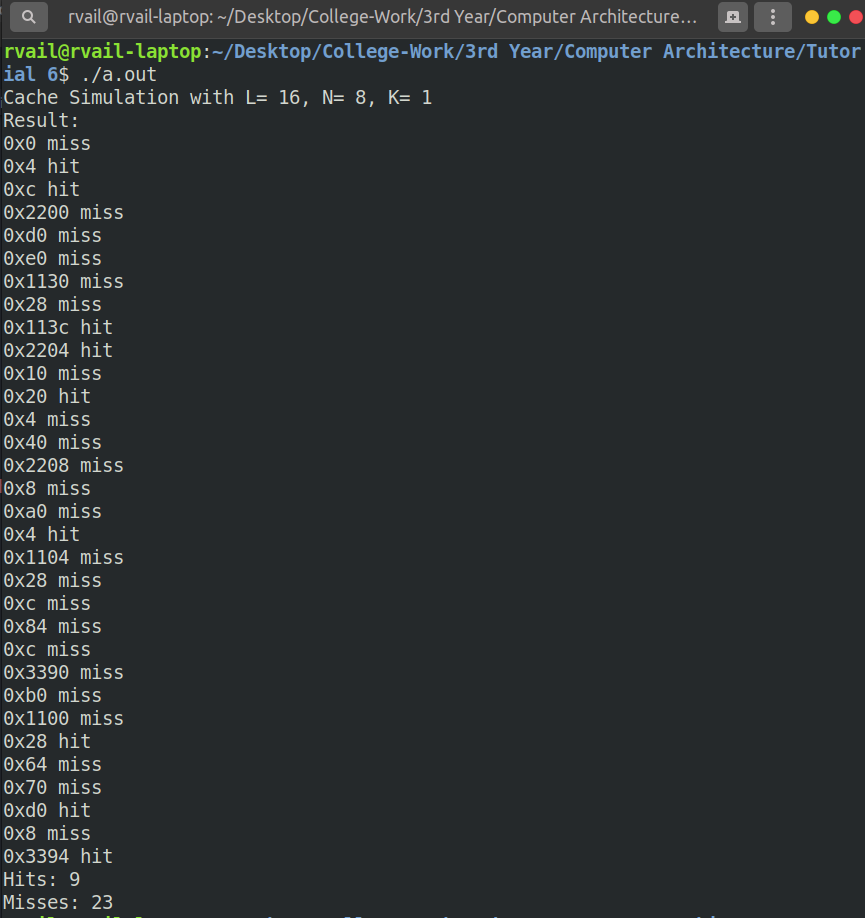 rvail@rvail-laptop: ~/Desktop/College-Work/3rd Year/Computer Architecture...
rvail@rvail-laptop:~/Desktop/College-Work/3rd Year/Computer Architecture/Tutor
ial 6$ ./a.out
Cache Simulation with L= 16, N= 8, K= 1
Result:
0x0 miss
0x4 hit
0xc hit
0x2200 miss
0xd0 miss
0xe0 miss
0x1130 miss
0x28 miss
0x113c hit
0x2204 hit
0x10 miss
0x20 hit
0x4 miss
0x40 miss
0x2208 miss
0x8 miss
0xa0 miss
0x4 hit
0x1104 miss
0x28 miss
0xc miss
0x84 miss
0xc miss
0x3390 miss
0xb0 miss
0x1100 miss
0x28 hit
0x64 miss
0x70 miss
0xd0 hit
0x8 miss
0x3394 hit
Hits: 9
Misses: 23